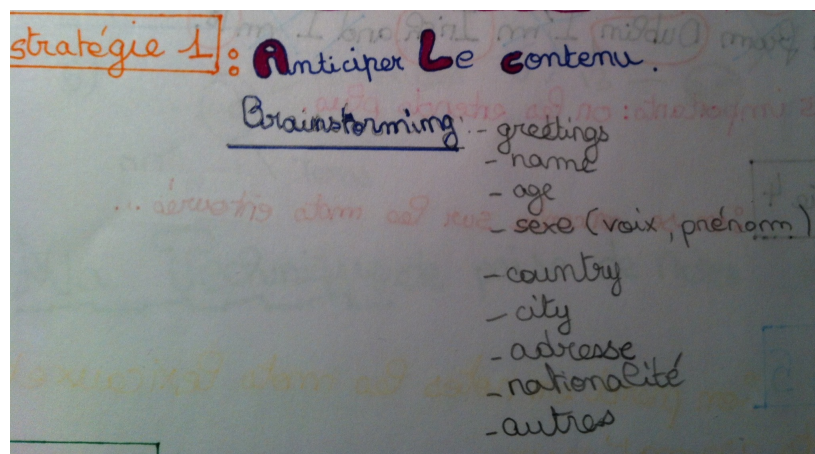 stratégie 1 : Anticiper Le contenu.
Brainstorming: - greetings
- name
- age
- sexe (voix, prénom)
- country
- city
- adresse
- nationalité
- autres